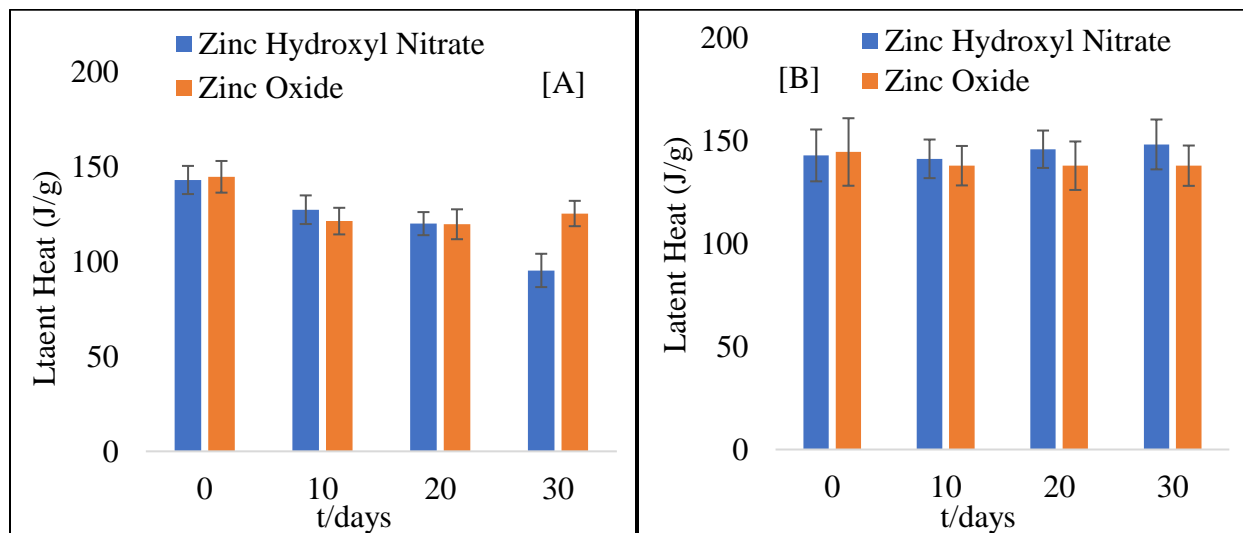 Zinc Hydroxyl Nitrate
Zinc Oxide
[A]
200
150
100
50
0
Ltaent Heat (J/g)
0 10 20 30
t/days
Zinc Hydroxyl Nitrate
Zinc Oxide
[B]
200
150
100
50
0
Latent Heat (J/g)
0 10 20 30
t/days